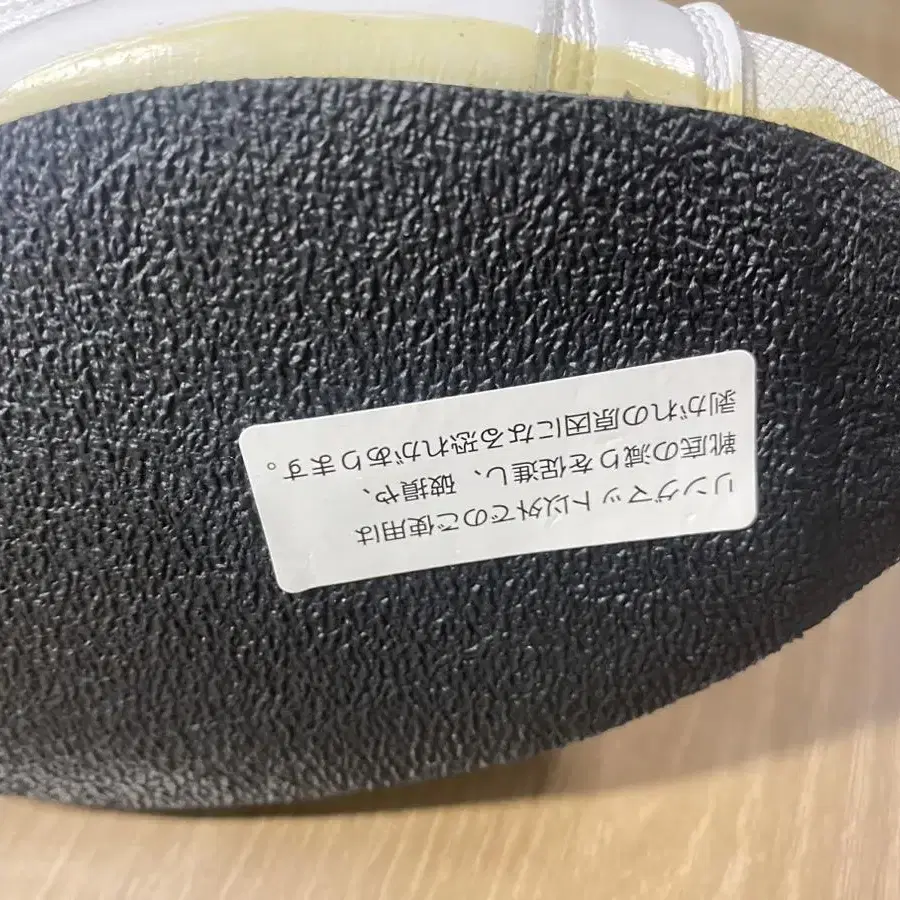 リングマット以外でのご使用は
靴底の減りを促進し、破損や、
剥がれの原因になる恐れがあります。